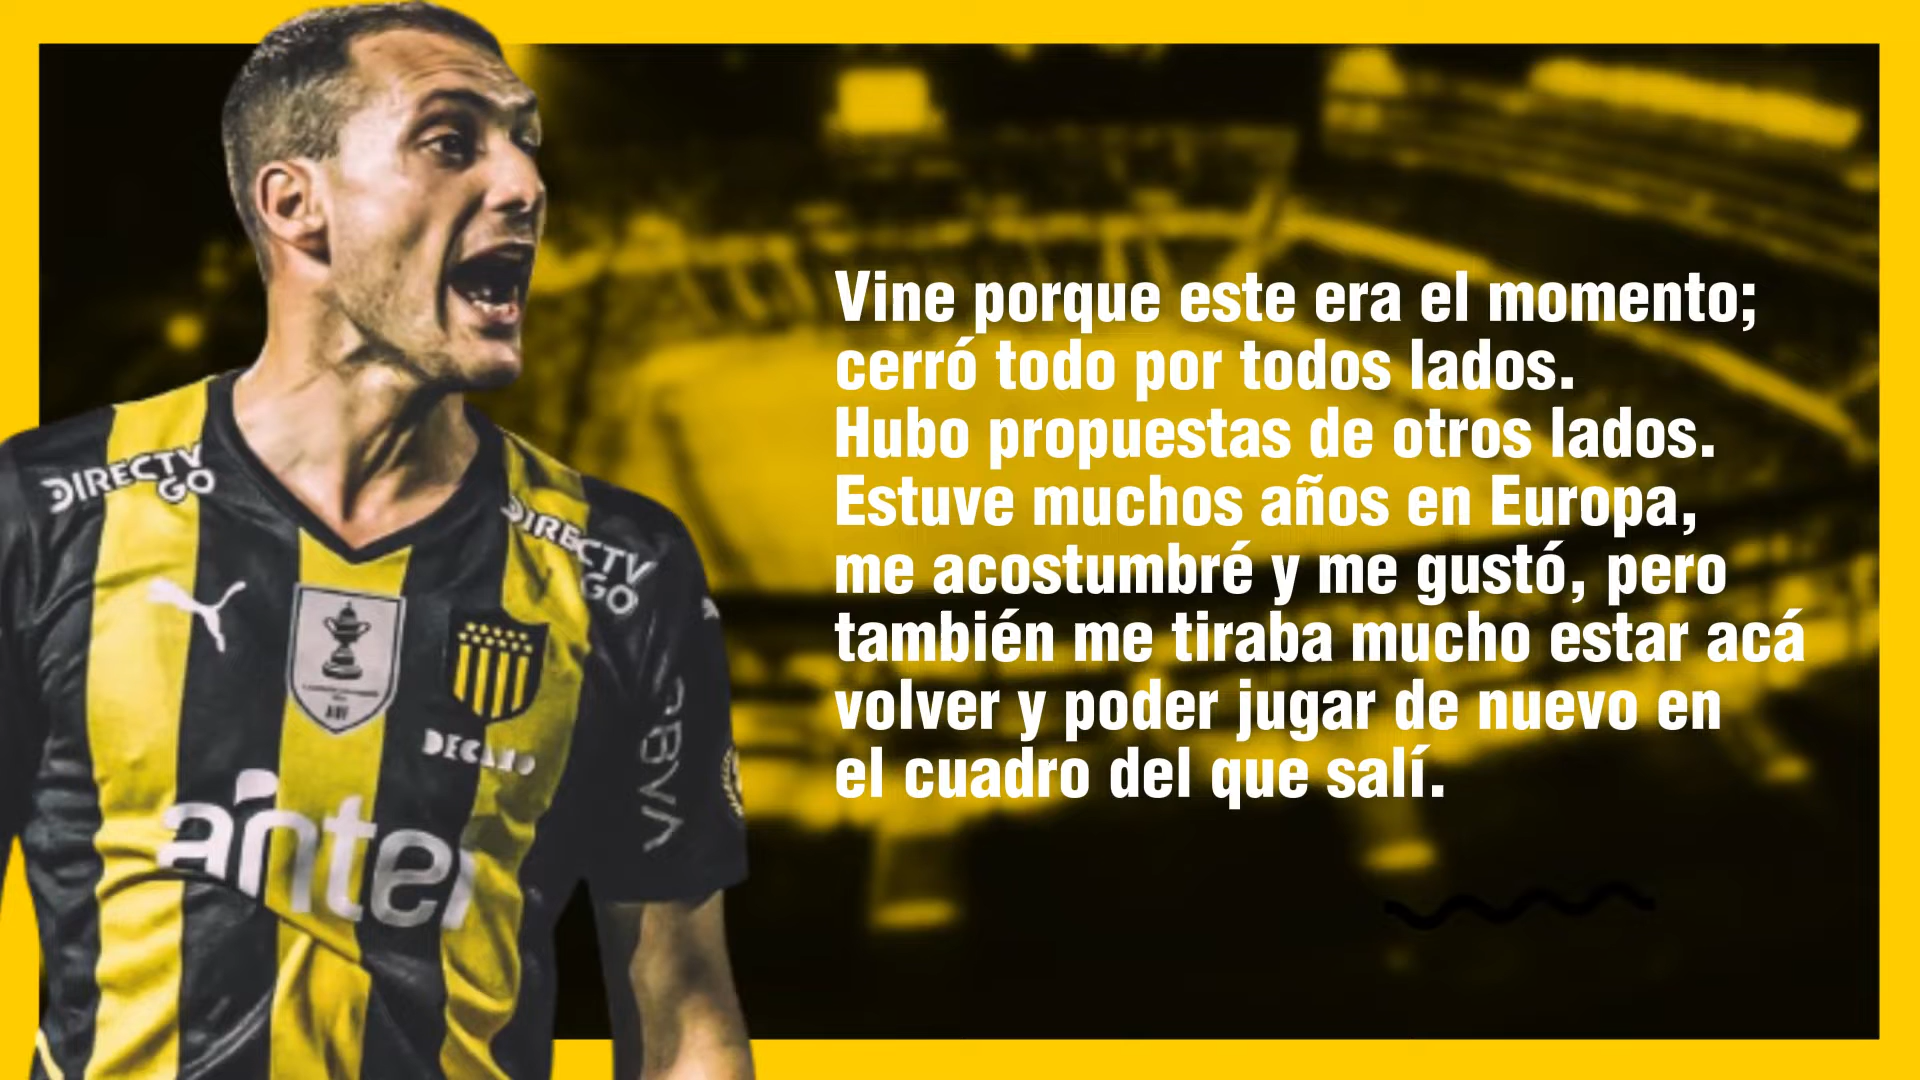 Vine porque este era el momento;
cerró todo por todos lados.
Hubo propuestas de otros lados.
Estuve muchos años en Europa,
me acostumbré y me gustó, pero
también me tiraba mucho estar acá
volver y poder jugar de nuevo en
el cuadro del que salí.
DIRECTV
GO
DIRECTV
GO
AUF
DECANO
BBVA
antel